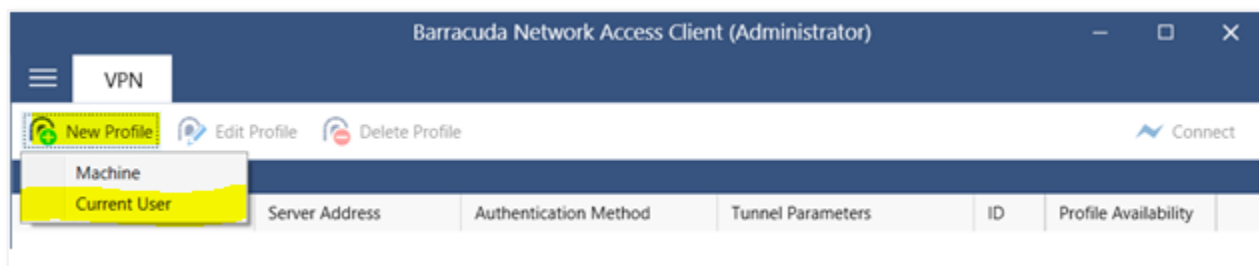 Barracuda Network Access Client (Administrator)
VPN
New Profile Edit Profile Delete Profile Connect
Machine
Current User
Server Address Authentication Method Tunnel Parameters ID Profile Availability